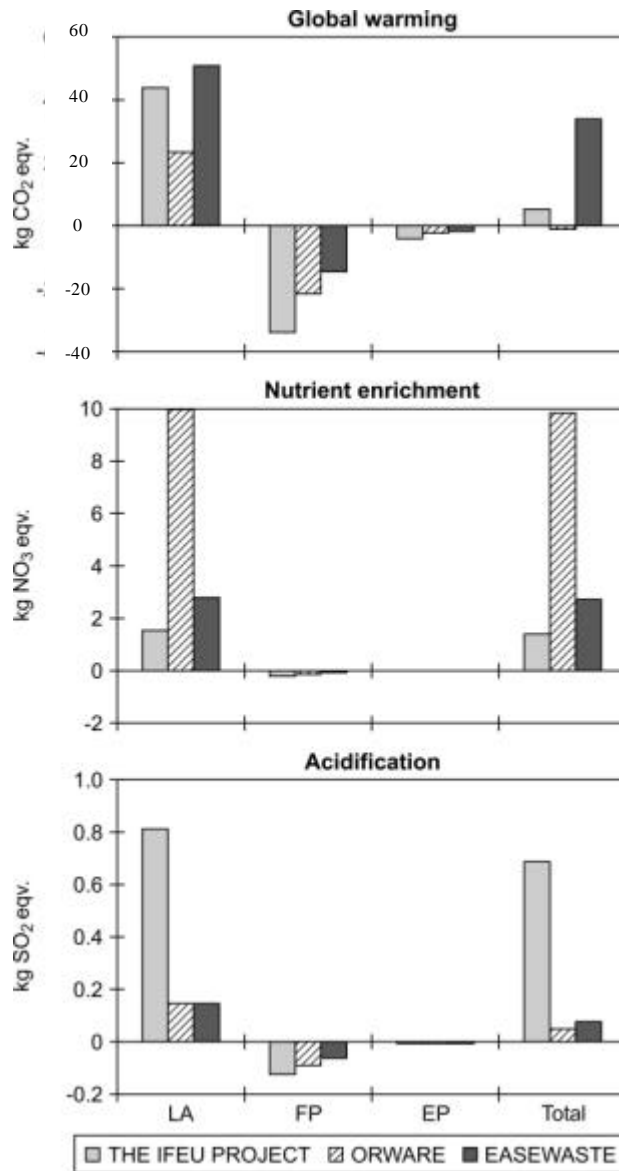 Global warming
60
40
20
0
-20
-40
kg CO₂ eqv.
Nutrient enrichment
10
8
6
4
2
0
-2
kg NO₃ eqv.
Acidification
1.0
0.8
0.6
0.4
0.2
0
-0.2
kg SO₂ eqv.
LA FP EP Total
THE IFEU PROJECT ORWARE EASEWASTE